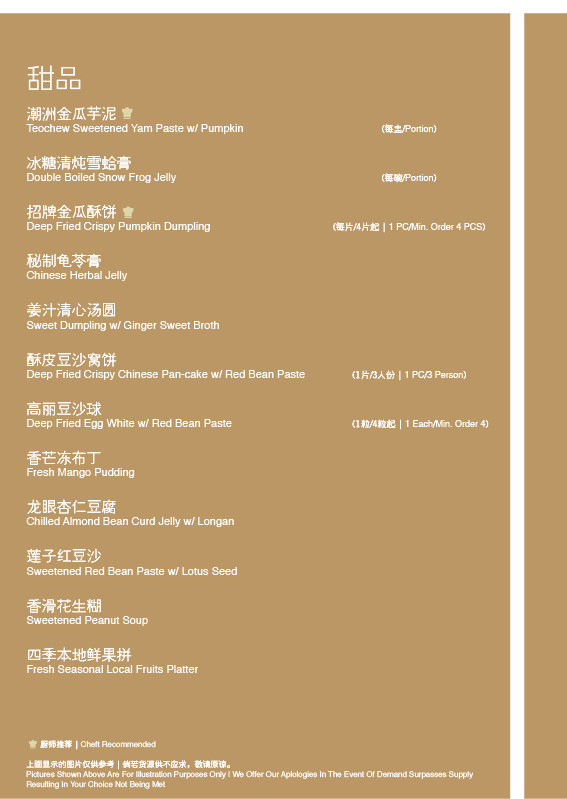 甜品
潮洲金瓜芋泥
Teochew Sweetened Yam Paste w/ Pumpkin (每盅/Portion)
冰糖清炖雪蛤膏
Double Boiled Snow Frog Jelly (每碗/Portion)
招牌金瓜酥饼
Deep Fried Crispy Pumpkin Dumpling (每片/4片起 | 1 PC/Min. Order 4 PCS)
秘制龟苓膏
Chinese Herbal Jelly
姜汁清心汤圆
Sweet Dumpling w/ Ginger Sweet Broth
酥皮豆沙窝饼
Deep Fried Crispy Chinese Pan-cake w/ Red Bean Paste (1片/3人份 | 1 PC/3 Person)
高丽豆沙球
Deep Fried Egg White w/ Red Bean Paste (1粒/4粒起 | 1 Each/Min. Order 4)
香芒冻布丁
Fresh Mango Pudding
龙眼杏仁豆腐
Chilled Almond Bean Curd Jelly w/ Longan
莲子红豆沙
Sweetened Red Bean Paste w/ Lotus Seed
香滑花生糊
Sweetened Peanut Soup
四季本地鲜果拼
Fresh Seasonal Local Fruits Platter
厨师推荐 | Cheft Recommended
上面显示的图片仅供参考 | 倘若货源供不应求，敬请原谅。
Pictures Shown Above Are For Illustration Purposes Only I We Offer Our Aplologies In The Event Of Demand Surpasses Supply
Resulting In Your Choice Not Being Met